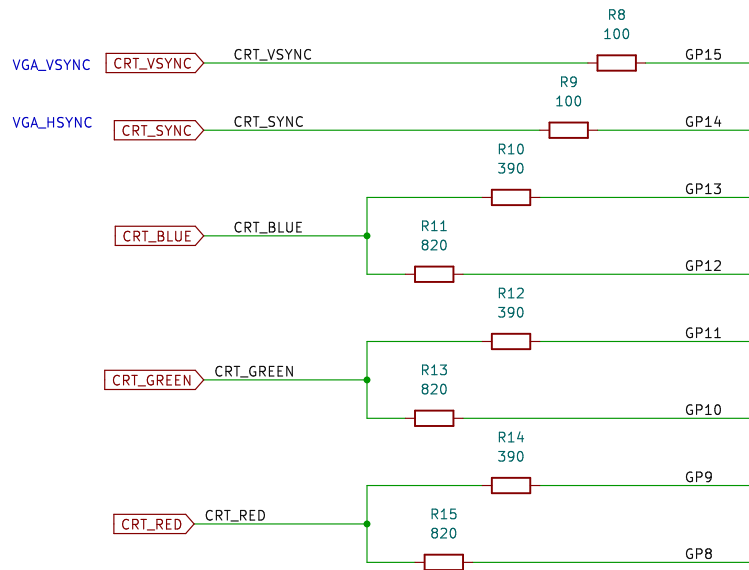 R8
100
VGA_VSYNC
CRT_VSYNC
CRT_VSYNC
GP15
R9
100
VGA_HSYNC
CRT_SYNC
CRT_SYNC
GP14
R10
390
GP13
R11
820
CRT_BLUE
CRT_BLUE
GP12
R12
390
GP11
R13
820
CRT_GREEN
CRT_GREEN
GP10
R14
390
GP9
R15
820
CRT_RED
CRT_RED
GP8